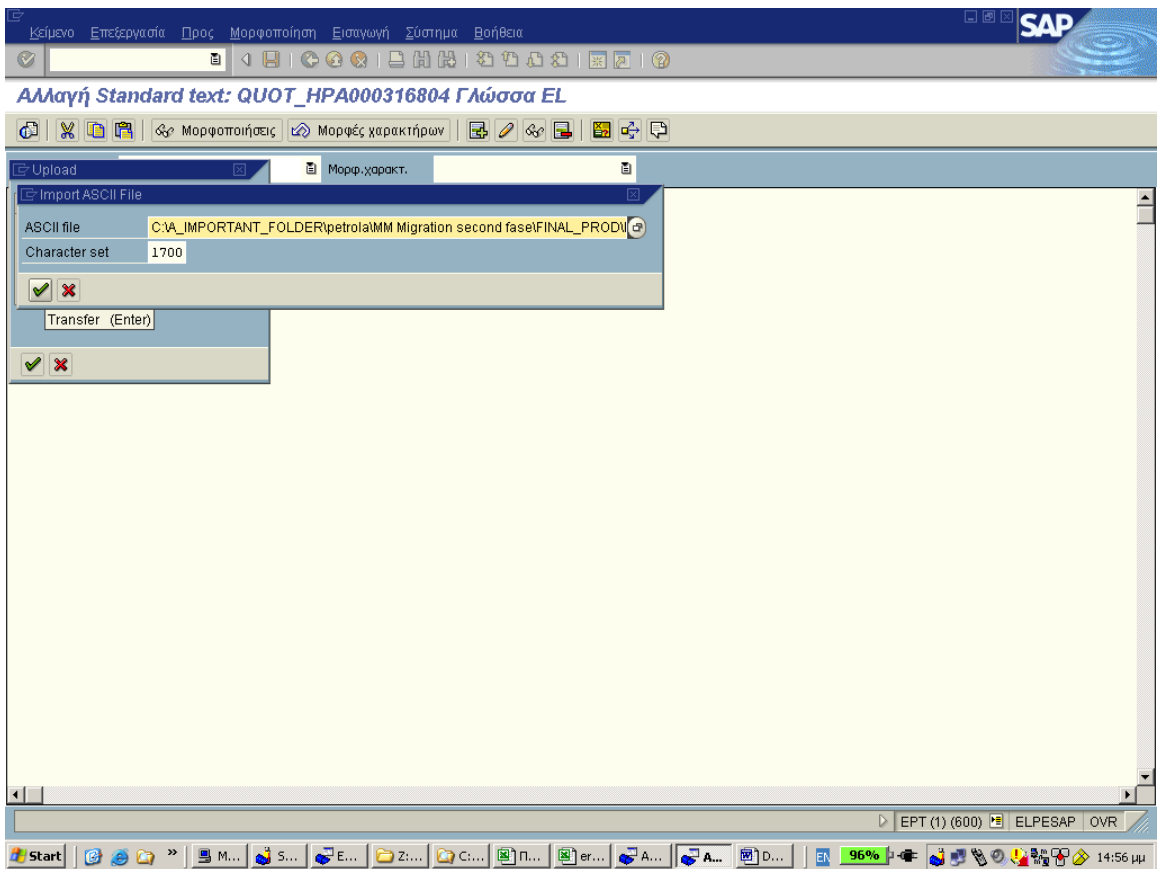 Κείμενο Επεξεργασία Προς Μορφοποίηση Εισαγωγή Σύστημα Βοήθεια
SAP
Αλλαγή Standard text: QUOT_HPA000316804 Γλώσσα EL
Μορφοποιήσεις Μορφές χαρακτήρων
Upload Μορφ.χαρακτ.
Import ASCII File
ASCII file C:\A_IMPORTANT_FOLDER\petrola\MM Migration second fase\FINAL_PROD\
Character set 1700
Transfer (Enter)
EPT (1) (600) ELPESAP OVR
Start » M... S... E... Z:... C:... Π... er... A... A... D... EN 96% 14:56 μμ